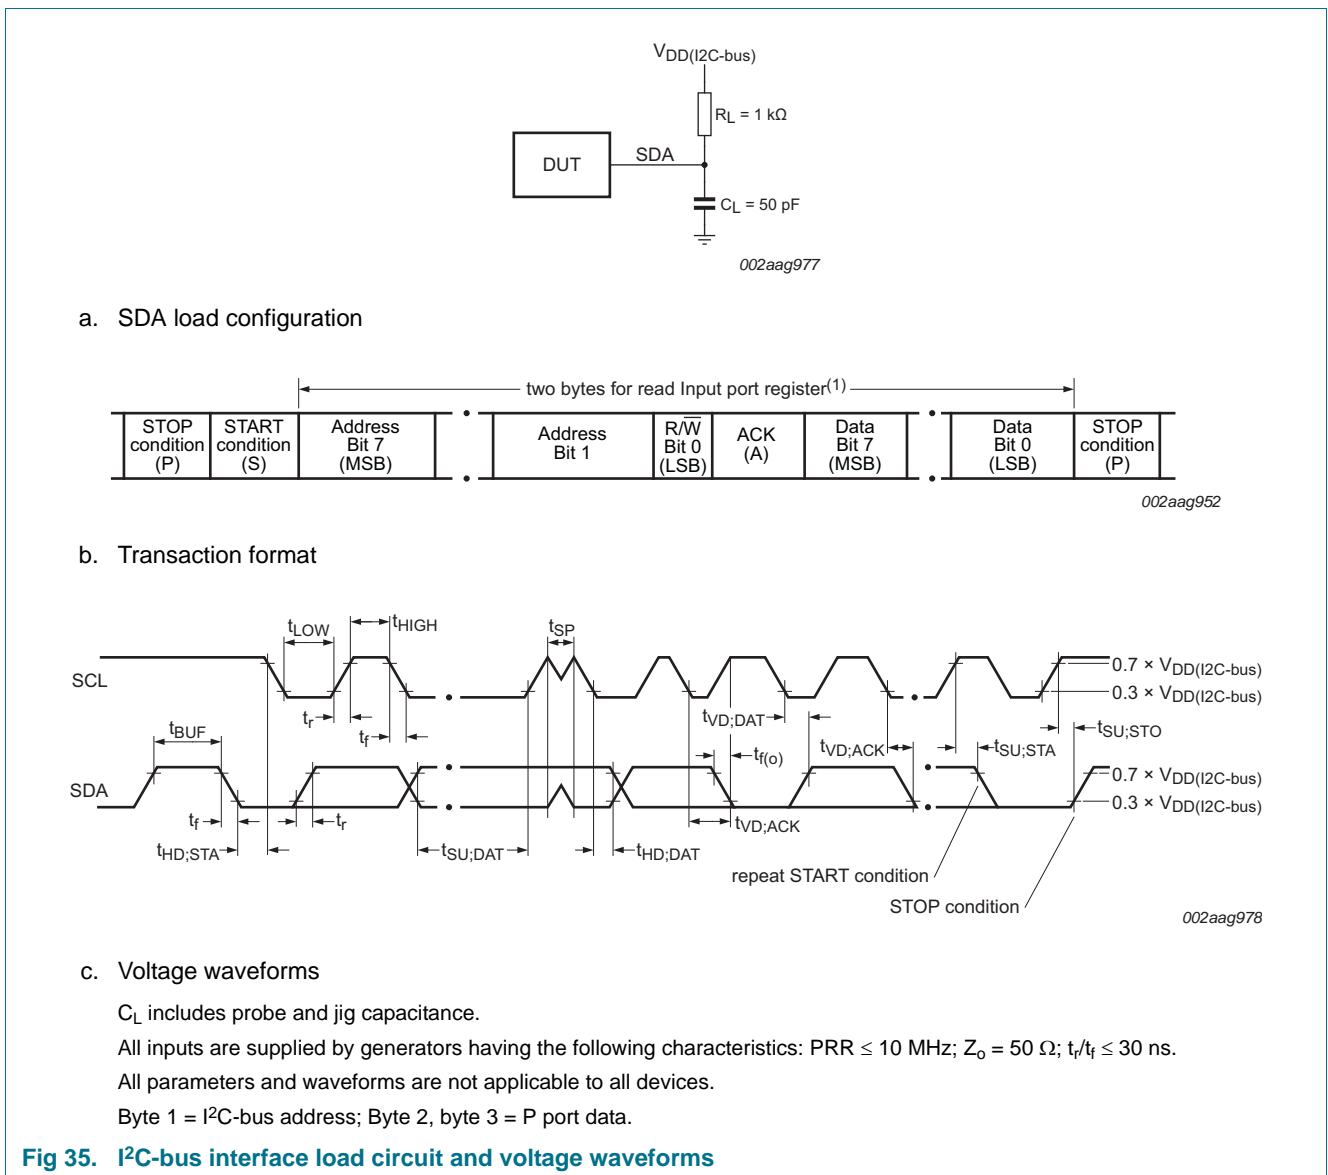 VDD(I2C-bus)
RL = 1 kΩ
DUT
SDA
CL = 50 pF
002aag977
a. SDA load configuration
two bytes for read Input port register(1)
STOP condition (P)
START condition (S)
Address Bit 7 (MSB)
Address Bit 1
R/W̅ Bit 0 (LSB)
ACK (A)
Data Bit 7 (MSB)
Data Bit 0 (LSB)
STOP condition (P)
002aag952
b. Transaction format
tLOW
tHIGH
tSP
SCL
0.7 × VDD(I2C-bus)
0.3 × VDD(I2C-bus)
tr
tf
tBUF
tVD;DAT
tf(o)
tVD;ACK
tSU;STA
tSU;STO
SDA
0.7 × VDD(I2C-bus)
0.3 × VDD(I2C-bus)
tf
tr
tVD;ACK
tHD;STA
tSU;DAT
tHD;DAT
repeat START condition
STOP condition
002aag978
c. Voltage waveforms
CL includes probe and jig capacitance.
All inputs are supplied by generators having the following characteristics: PRR ≤ 10 MHz; Zo = 50 Ω; tr/tf ≤ 30 ns.
All parameters and waveforms are not applicable to all devices.
Byte 1 = I2C-bus address; Byte 2, byte 3 = P port data.
Fig 35. I2C-bus interface load circuit and voltage waveforms